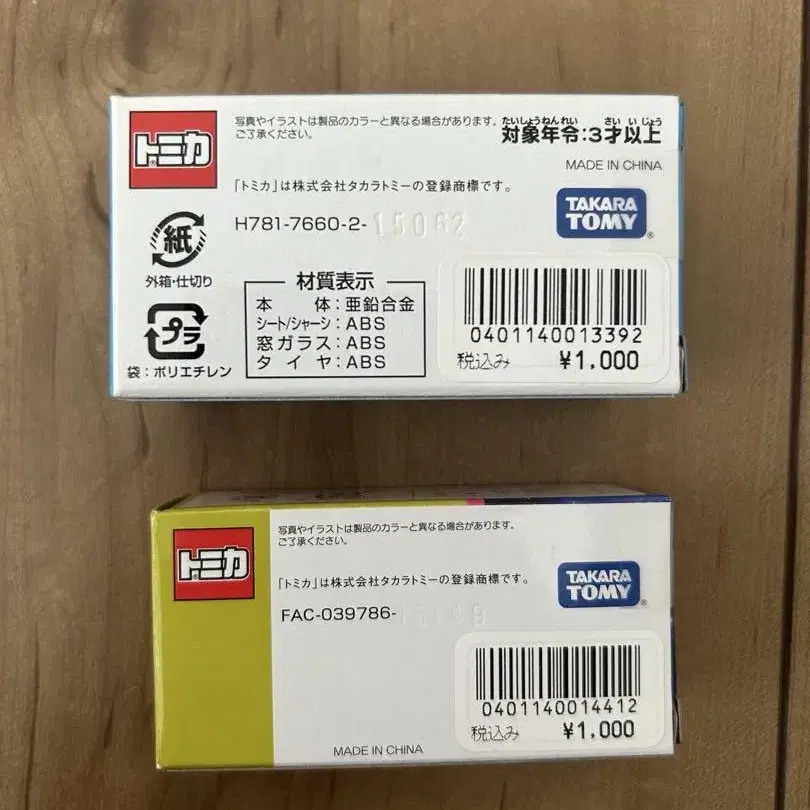 トミカ
写真やイラストは製品のカラーと異なる場合があります。
ご了承ください。
たいしょうねんれい さい いじょう
対象年令:3才以上
MADE IN CHINA
「トミカ」は株式会社タカラトミーの登録商標です。
TAKARA
TOMY
H781-7660-2-15062
紙
外箱・仕切り
プラ
袋:ポリエチレン
材質表示
本 体:亜鉛合金
シート/シャーシ:ABS
窓ガラス:ABS
タイヤ:ABS
0401140013392
税込み ¥1,000
トミカ
写真やイラストは製品のカラーと異なる場合があります。
ご了承ください。
「トミカ」は株式会社タカラトミーの登録商標です。
TAKARA
TOMY
FAC-039786-
0401140014412
税込み ¥1,000
MADE IN CHINA